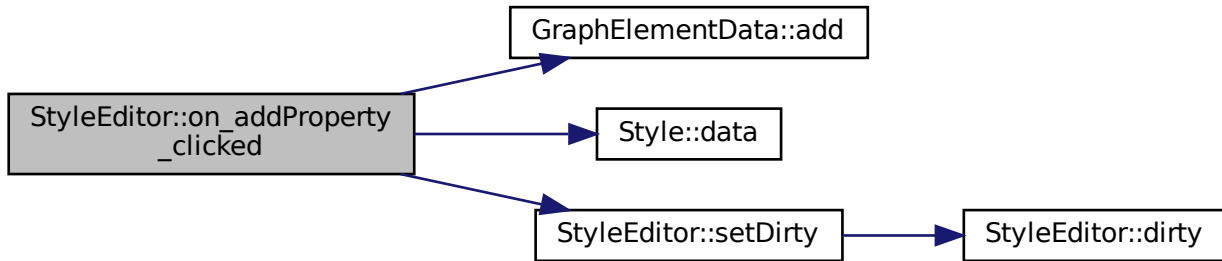 GraphElementData::add
StyleEditor::on_addProperty
_clicked
Style::data
StyleEditor::setDirty
StyleEditor::dirty